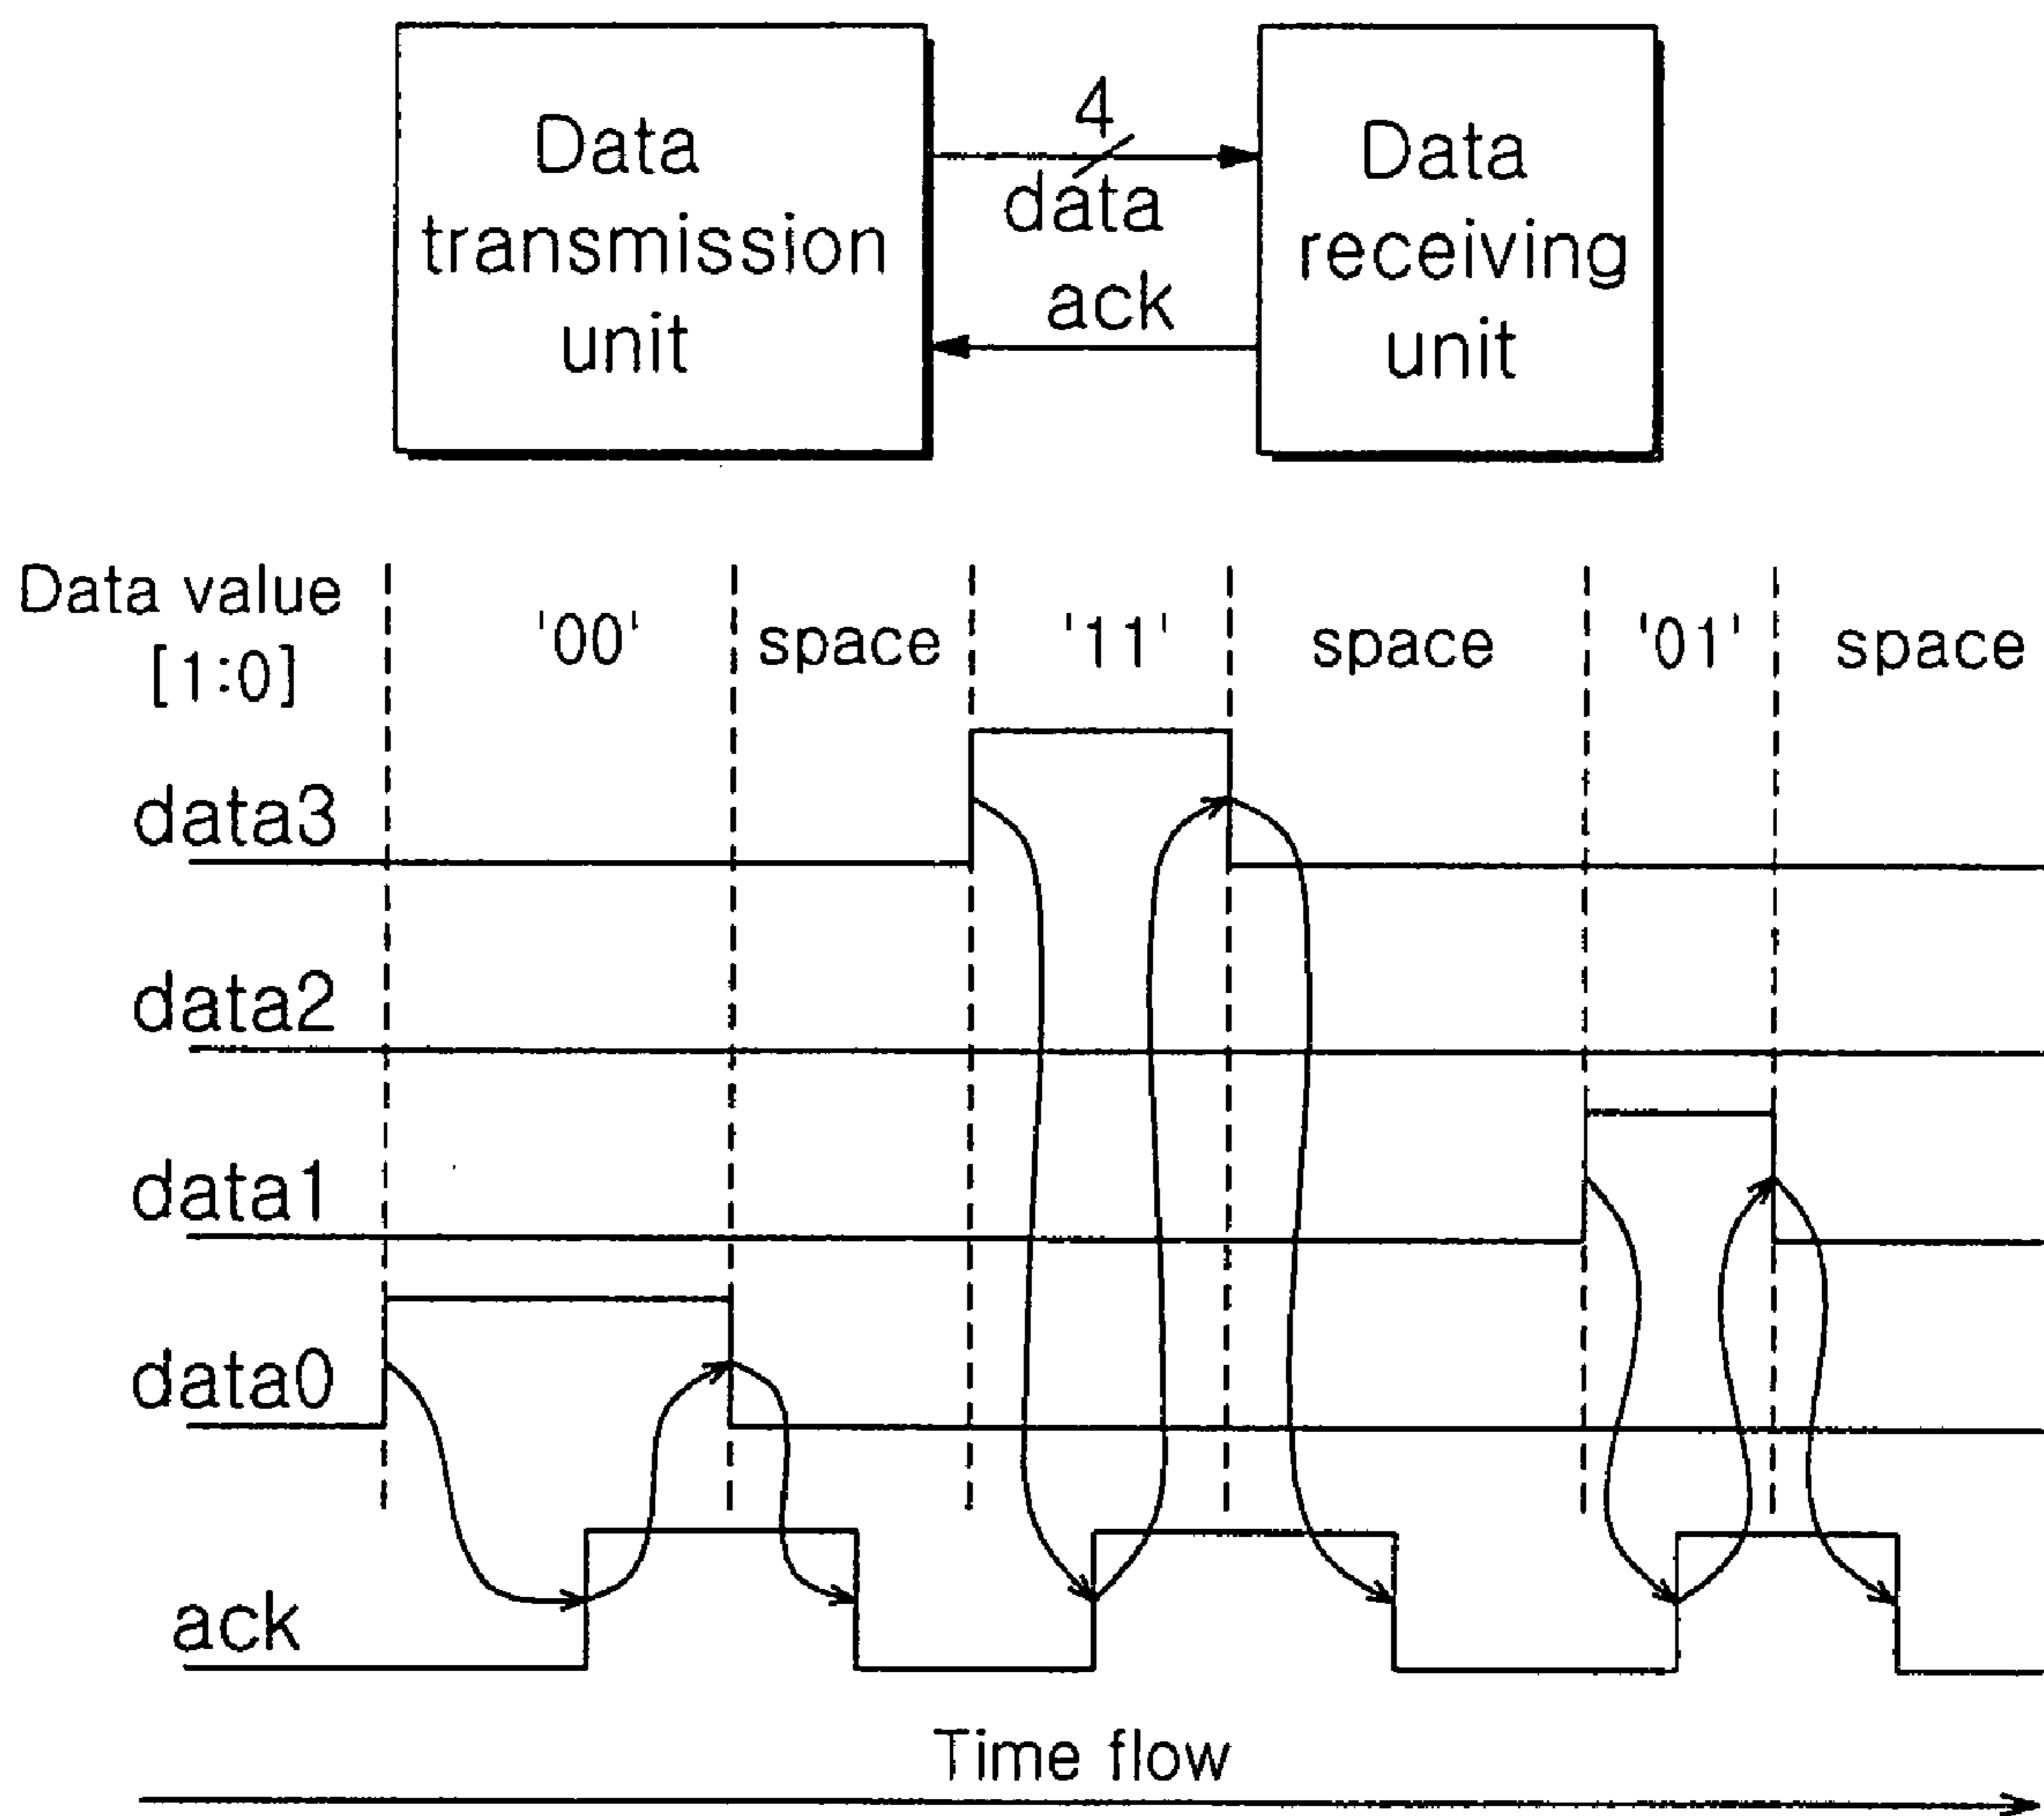 Data
transmission
unit
4
data
ack
Data
receiving
unit
Data value
[1:0]
'00'
space
'11'
space
'01'
space
data3
data2
data1
data0
ack
Time flow